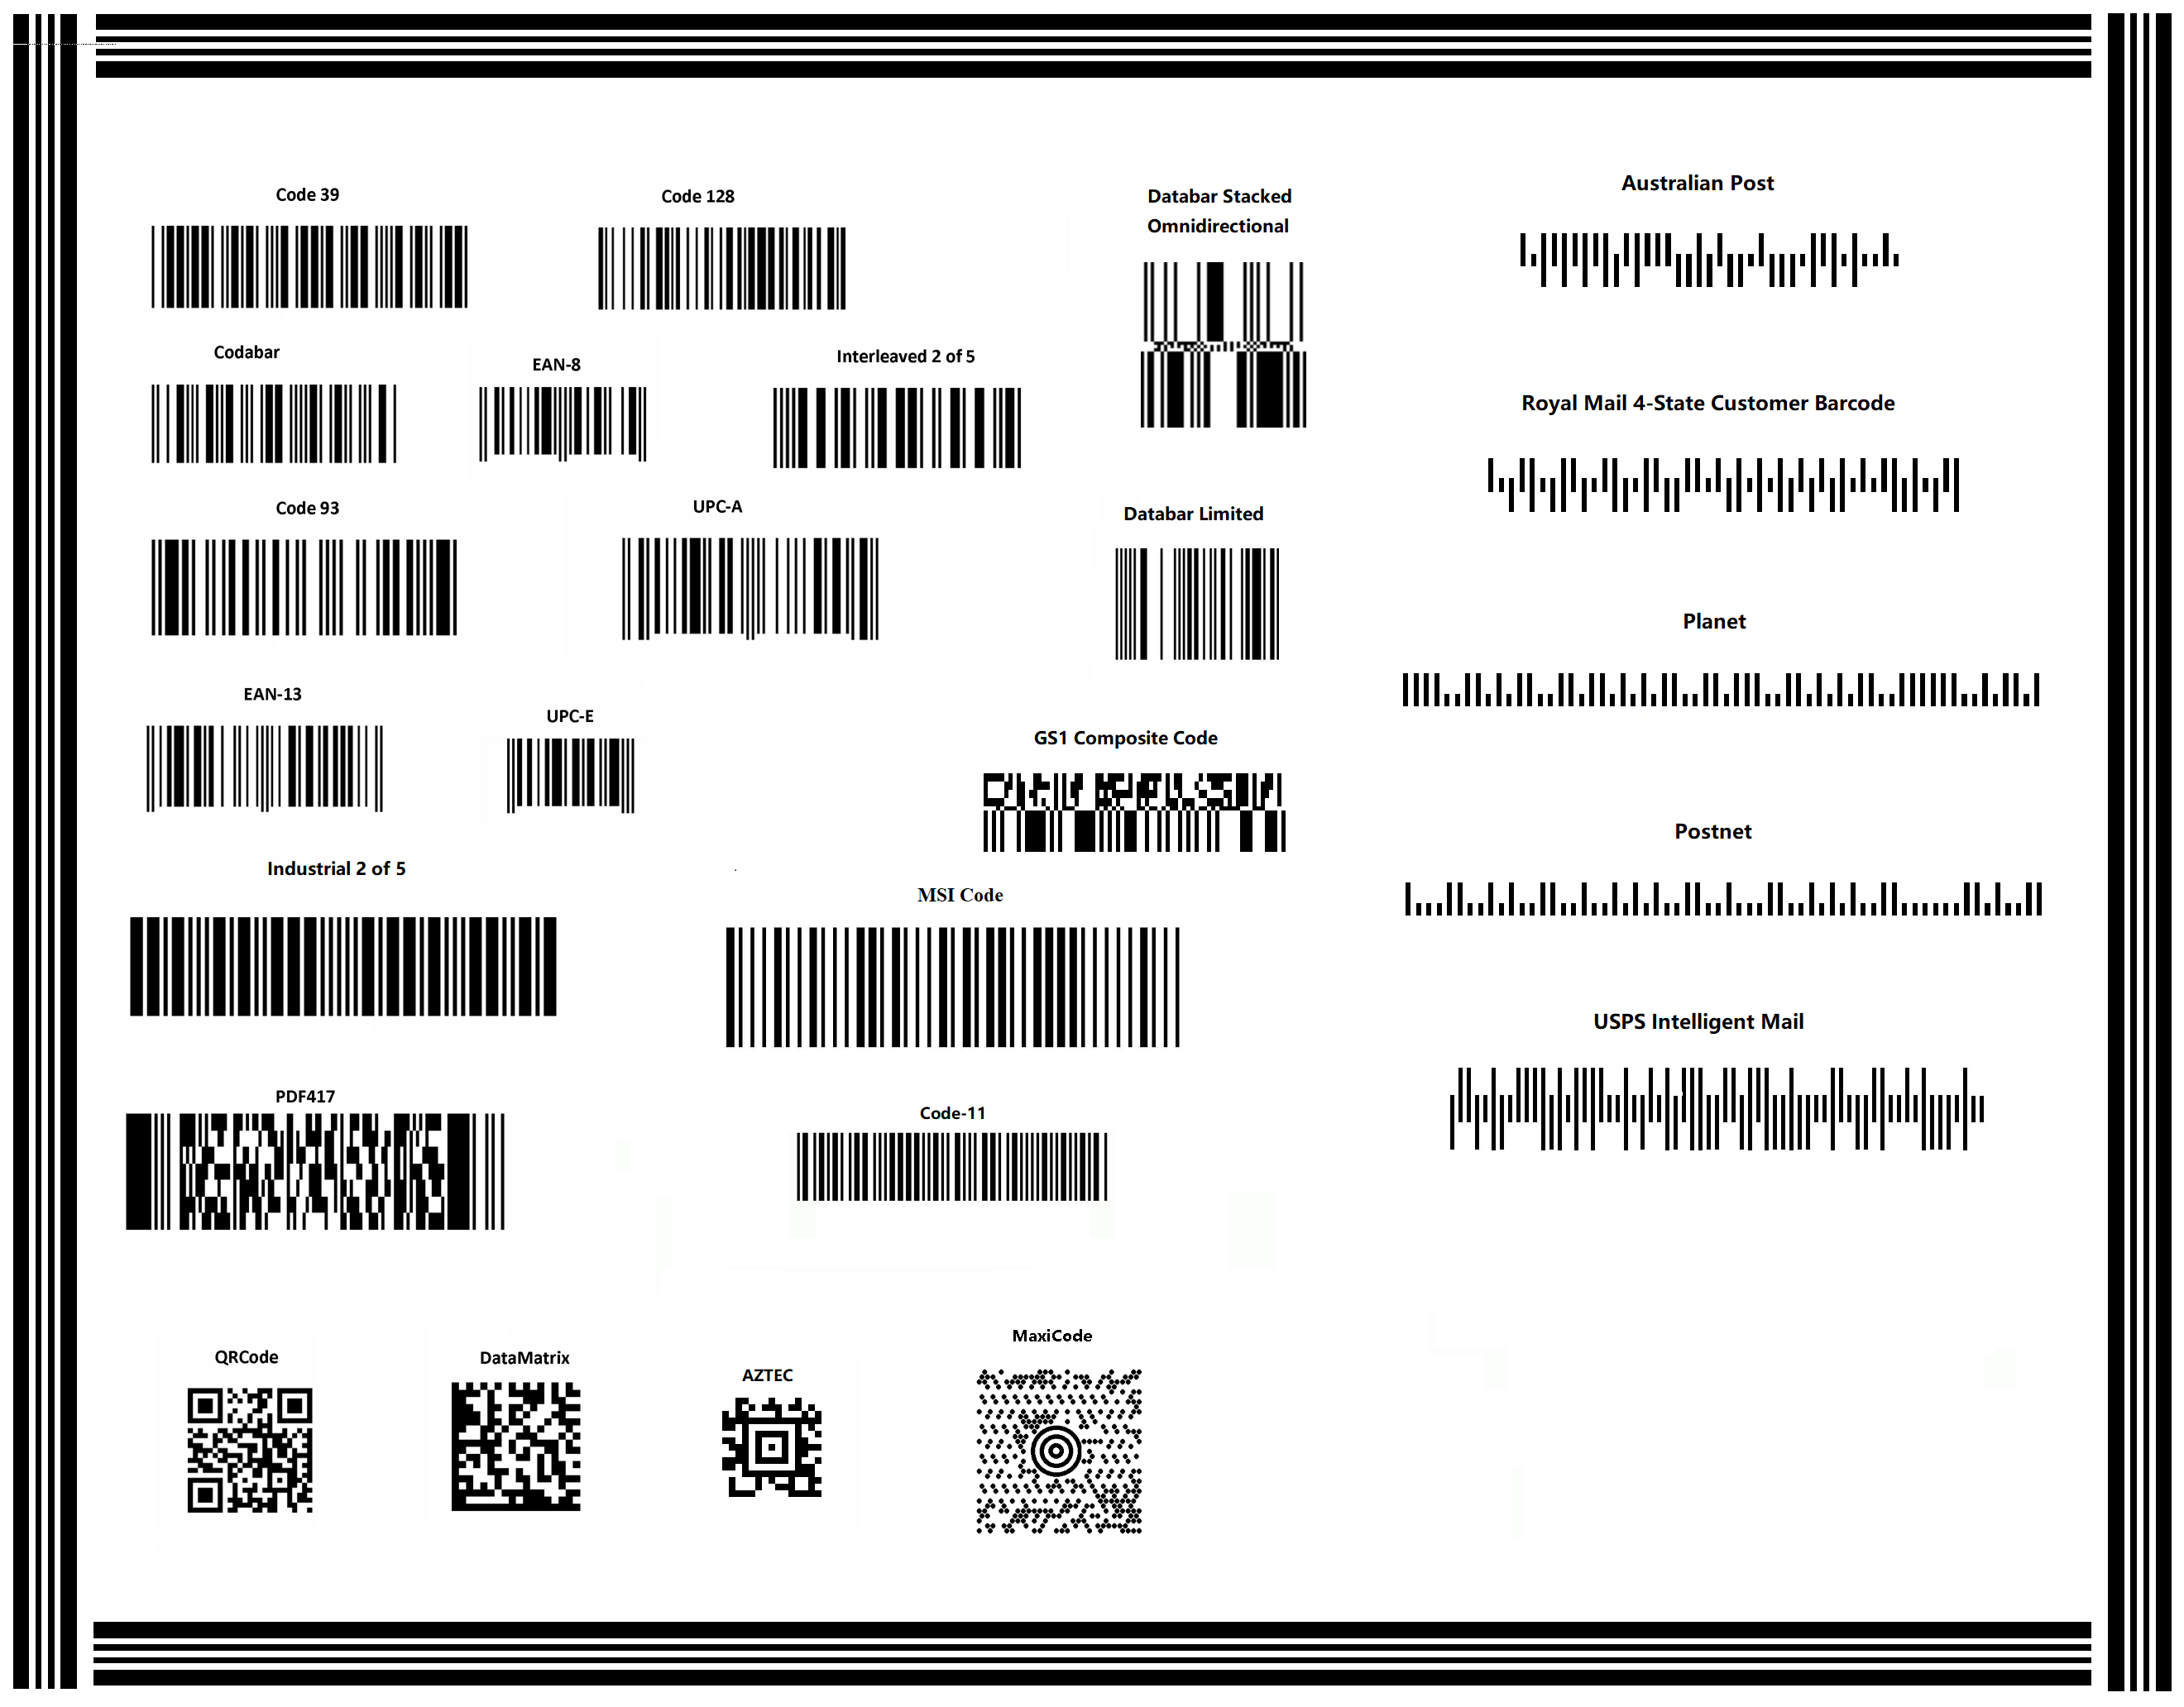 Code 39
Code 128
Databar Stacked
Omnidirectional
Australian Post
Codabar
EAN-8
Interleaved 2 of 5
Royal Mail 4-State Customer Barcode
Code 93
UPC-A
Databar Limited
Planet
EAN-13
UPC-E
GS1 Composite Code
Postnet
Industrial 2 of 5
MSI Code
USPS Intelligent Mail
PDF417
Code-11
QRCode
DataMatrix
AZTEC
MaxiCode